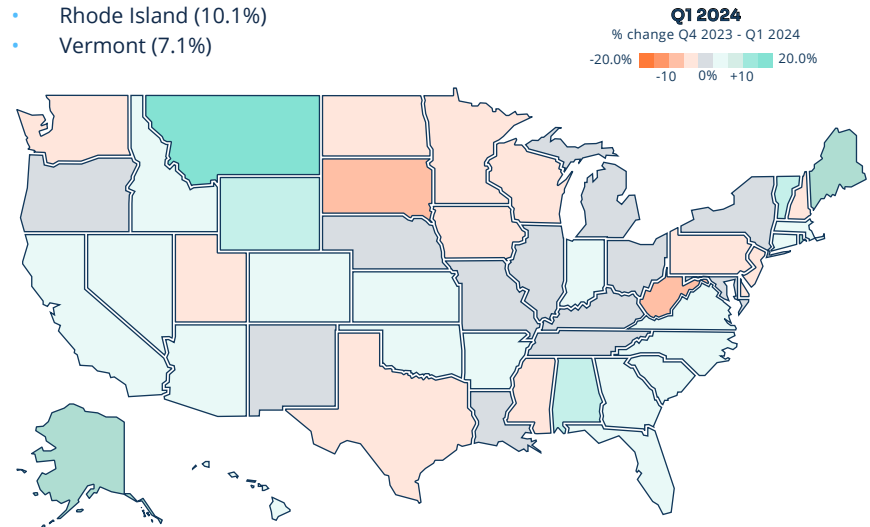 • Rhode Island (10.1%)
• Vermont (7.1%)
Q1 2024
% change Q4 2023 - Q1 2024
-20.0% 20.0%
-10 0% +10